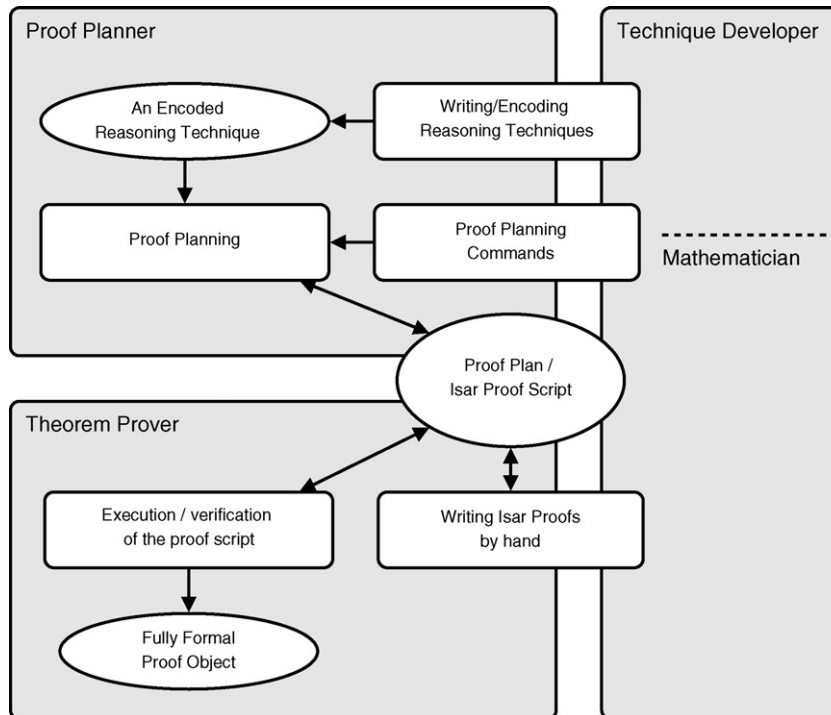 Proof Planner
Technique Developer
An Encoded
Reasoning Technique
Writing/Encoding
Reasoning Techniques
Proof Planning
Proof Planning
Commands
Mathematician
Proof Plan /
Isar Proof Script
Theorem Prover
Execution / verification
of the proof script
Writing Isar Proofs
by hand
Fully Formal
Proof Object